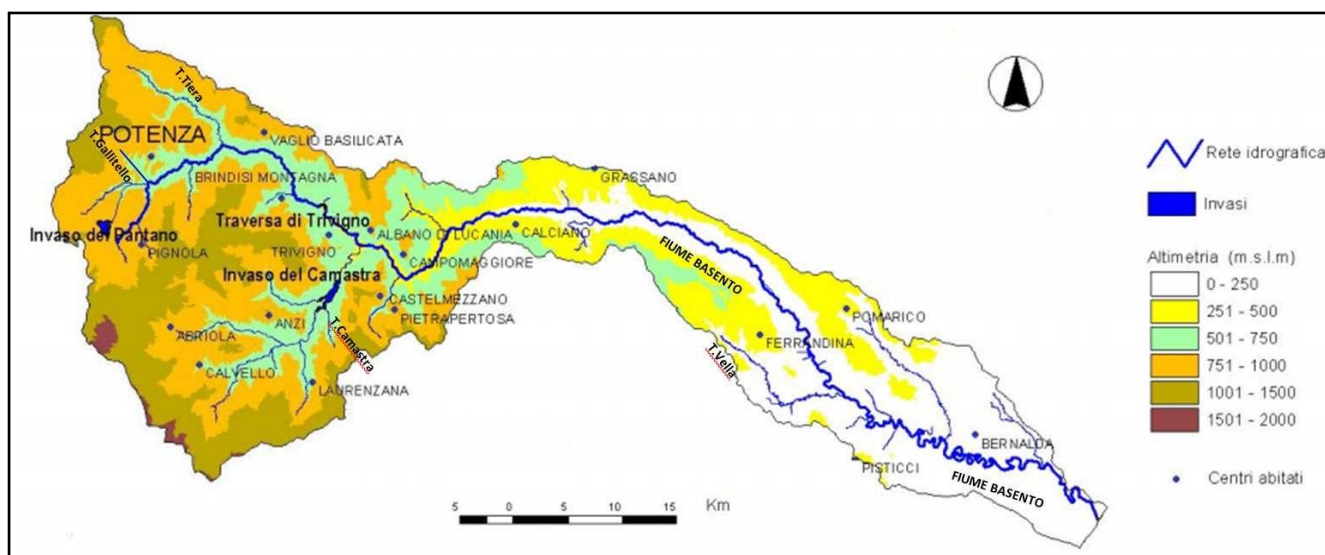 T.Tiera
POTENZA
T.Gallitello
VAGLIO BASILICATA
BRINDISI MONTAGNA
Traversa di Trivigno
Invaso del Pantano
PIGNOLA
TRIVIGNO
ALBANO DI LUCANIA
CAMPOMAGGIORE
Invaso del Camastra
CASTELMEZZANO
PIETRAPERTOSA
ANZI
ABRIOLA
T.Camastra
CALVELLO
LAURENZANA
GRASSANO
CALCIANO
FIUME BASENTO
POMARICO
FERRANDINA
T.Vella
BERNALDA
PISTICCI
FIUME BASENTO
5 0 5 10 15 Km
Rete idrografica
Invasi
Altimetria (m.s.l.m)
0 - 250
251 - 500
501 - 750
751 - 1000
1001 - 1500
1501 - 2000
Centri abitati